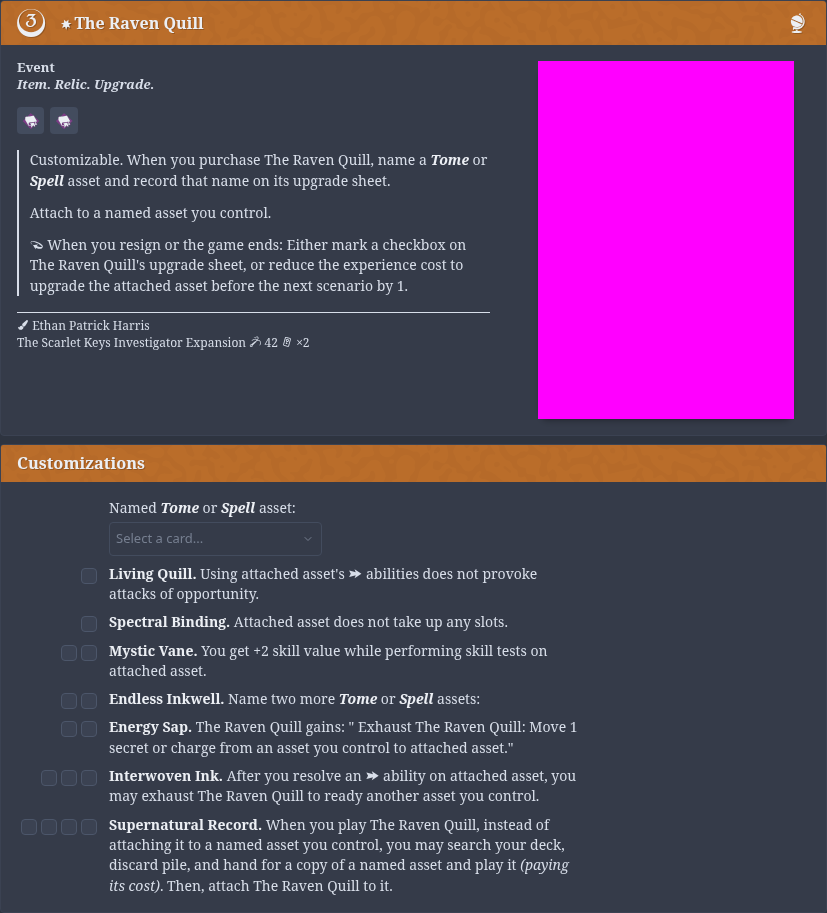 3 The Raven Quill
Event
Item. Relic. Upgrade.
Customizable. When you purchase The Raven Quill, name a Tome or
Spell asset and record that name on its upgrade sheet.
Attach to a named asset you control.
When you resign or the game ends: Either mark a checkbox on
The Raven Quill's upgrade sheet, or reduce the experience cost to
upgrade the attached asset before the next scenario by 1.
Ethan Patrick Harris
The Scarlet Keys Investigator Expansion 42 ×2
Customizations
Named Tome or Spell asset:
Select a card...
Living Quill. Using attached asset's abilities does not provoke
attacks of opportunity.
Spectral Binding. Attached asset does not take up any slots.
Mystic Vane. You get +2 skill value while performing skill tests on
attached asset.
Endless Inkwell. Name two more Tome or Spell assets:
Energy Sap. The Raven Quill gains: " Exhaust The Raven Quill: Move 1
secret or charge from an asset you control to attached asset."
Interwoven Ink. After you resolve an ability on attached asset, you
may exhaust The Raven Quill to ready another asset you control.
Supernatural Record. When you play The Raven Quill, instead of
attaching it to a named asset you control, you may search your deck,
discard pile, and hand for a copy of a named asset and play it (paying
its cost). Then, attach The Raven Quill to it.